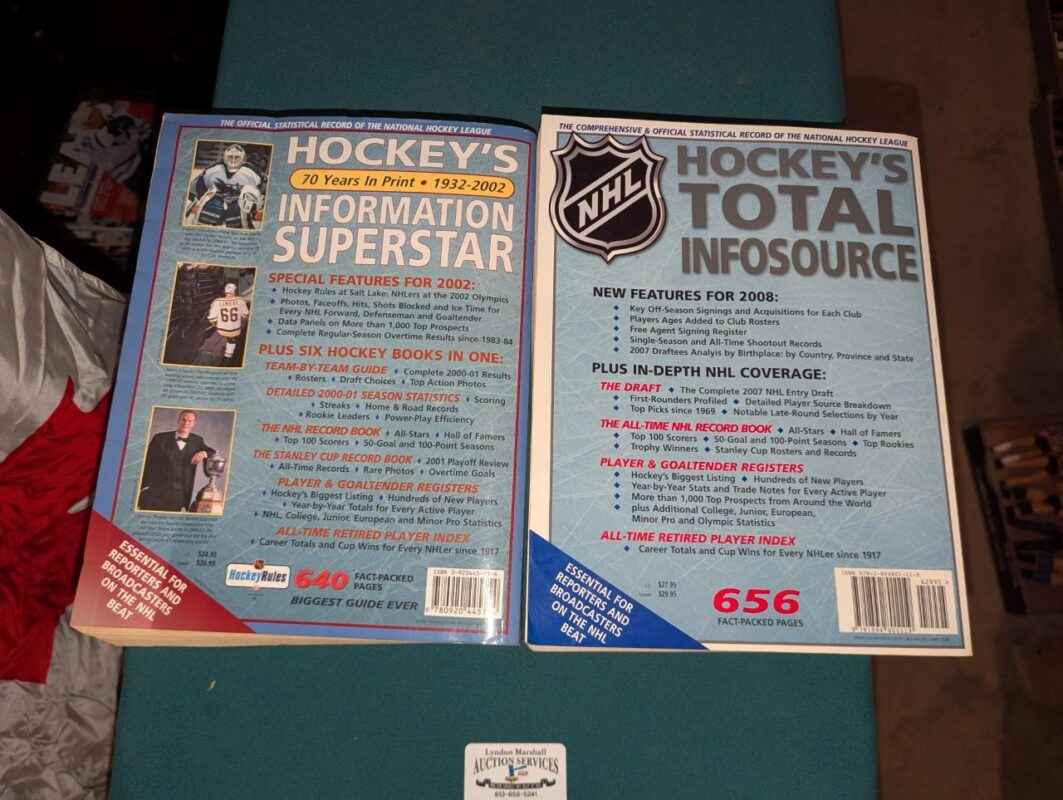 THE OFFICIAL STATISTICAL RECORD OF THE NATIONAL HOCKEY LEAGUE
HOCKEY'S
70 Years In Print • 1932-2002
INFORMATION
SUPERSTAR
SPECIAL FEATURES FOR 2002:
♦ Hockey Rules at Salt Lake: NHLers at the 2002 Olympics
♦ Photos, Faceoffs, Hits, Shots Blocked and Ice Time for
Every NHL Forward, Defenseman and Goaltender
♦ Data Panels on More than 1,000 Top Prospects
♦ Complete Regular-Season Overtime Results since 1983-84
PLUS SIX HOCKEY BOOKS IN ONE:
TEAM-BY-TEAM GUIDE ♦ Complete 2000-01 Results
♦ Rosters ♦ Draft Choices ♦ Top Action Photos
DETAILED 2000-01 SEASON STATISTICS ♦ Scoring
Streaks ♦ Home & Road Records
♦ Rookie Leaders ♦ Power-Play Efficiency
THE NHL RECORD BOOK ♦ All-Stars ♦ Hall of Famers
♦ Top 100 Scorers ♦ 50-Goal and 100-Point Seasons
THE STANLEY CUP RECORD BOOK ♦ 2001 Playoff Review
♦ All-Time Records ♦ Rare Photos ♦ Overtime Goals
PLAYER & GOALTENDER REGISTERS
♦ Hockey's Biggest Listing ♦ Hundreds of New Players
♦ Year-by-Year Totals for Every Active Player
♦ NHL, College, Junior, European and Minor Pro Statistics
ALL-TIME RETIRED PLAYER INDEX
♦ Career Totals and Cup Wins for Every NHLer since 1917
66
ESSENTIAL FOR
REPORTERS AND
BROADCASTERS
ON THE NHL
BEAT
$24.95
HockeyRules
640 FACT-PACKED
PAGES
BIGGEST GUIDE EVER
THE COMPREHENSIVE & OFFICIAL STATISTICAL RECORD OF THE NATIONAL HOCKEY LEAGUE
NHL
HOCKEY'S
TOTAL
INFOSOURCE
NEW FEATURES FOR 2008:
♦ Key Off-Season Signings and Acquisitions for Each Club
♦ Players Ages Added to Club Rosters
♦ Free Agent Signing Register
♦ Single-Season and All-Time Shootout Records
♦ 2007 Draftees Analyis by Birthplace: by Country, Province and State
PLUS IN-DEPTH NHL COVERAGE:
THE DRAFT ♦ The Complete 2007 NHL Entry Draft
♦ First-Rounders Profiled ♦ Detailed Player Source Breakdown
♦ Top Picks since 1969 ♦ Notable Late-Round Selections by Year
THE ALL-TIME NHL RECORD BOOK ♦ All-Stars ♦ Hall of Famers
♦ Top 100 Scorers ♦ 50-Goal and 100-Point Seasons ♦ Top Rookies
♦ Trophy Winners ♦ Stanley Cup Rosters and Records
PLAYER & GOALTENDER REGISTERS
♦ Hockey's Biggest Listing ♦ Hundreds of New Players
♦ Year-by-Year Stats and Trade Notes for Every Active Player
♦ More than 1,000 Top Prospects from Around the World
♦ plus Additional College, Junior, European,
Minor Pro and Olympic Statistics
ALL-TIME RETIRED PLAYER INDEX
♦ Career Totals and Cup Wins for Every NHLer since 1917
ESSENTIAL FOR
REPORTERS AND
BROADCASTERS
ON THE NHL
BEAT
$27.95
$29.95
656
FACT-PACKED PAGES
Lyndon Marshall
AUCTION SERVICES